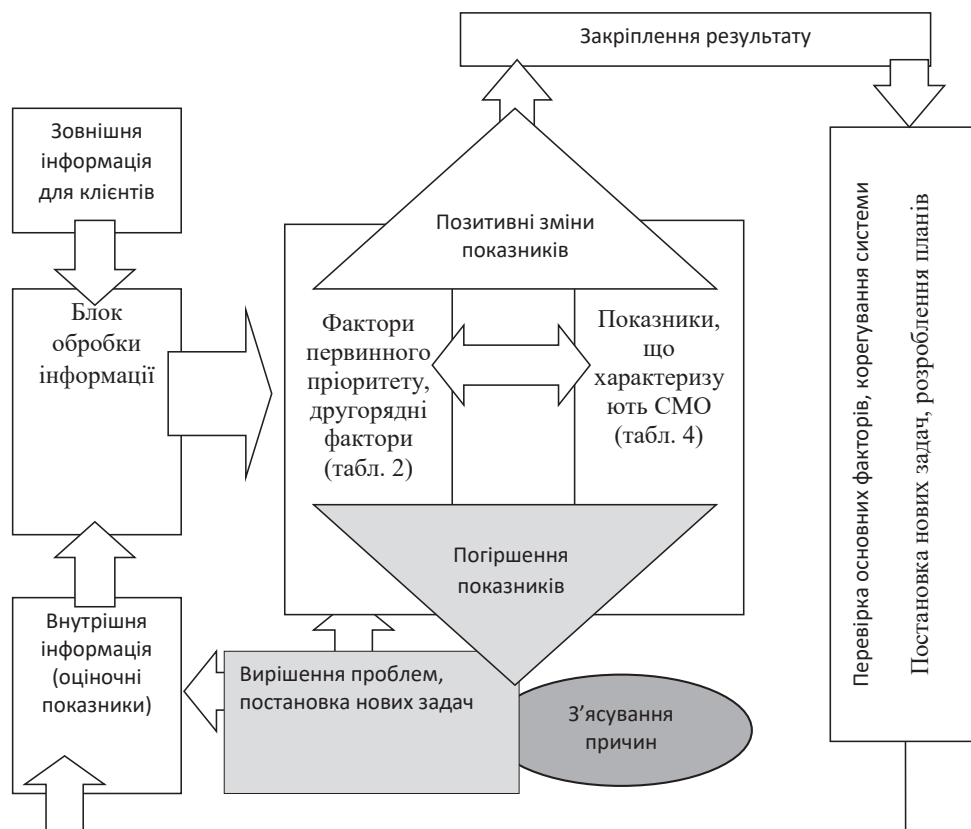 Закріплення результату
Зовнішня
інформація
для клієнтів
Позитивні зміни
показників
Блок
обробки
інформації
Фактори
первинного
пріоритету,
другорядні
фактори
(табл. 2)
Показники,
що
характеризу
ють СМО
(табл. 4)
Перевірка основних факторів, корегування системи
Постановка нових задач, розроблення планів
Погіршення
показників
Внутрішня
інформація
(оціночні
показники)
Вирішення проблем,
постановка нових задач
З’ясування
причин